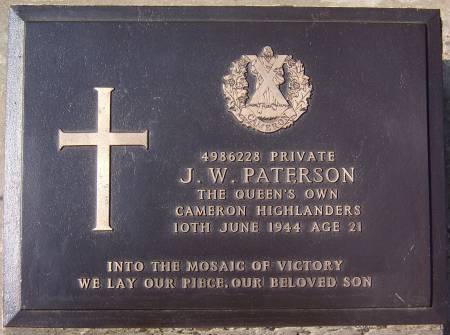 CAMERON
4986228 PRIVATE
J. W. PATERSON
THE QUEEN'S OWN
CAMERON HIGHLANDERS
10TH JUNE 1944 AGE 21
INTO THE MOSAIC OF VICTORY
WE LAY OUR PIECE, OUR BELOVED SON